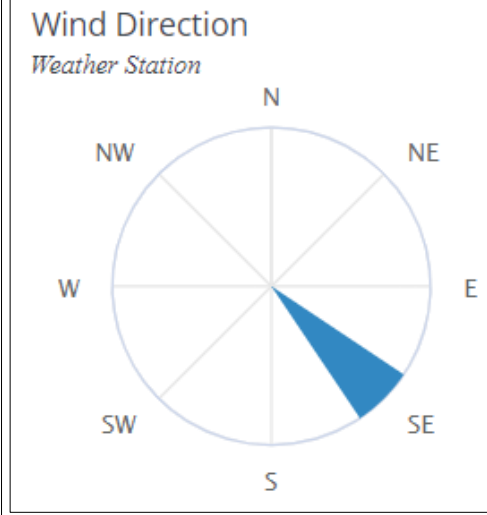 Wind Direction
Weather Station
N
NW
NE
W
E
SW
SE
S